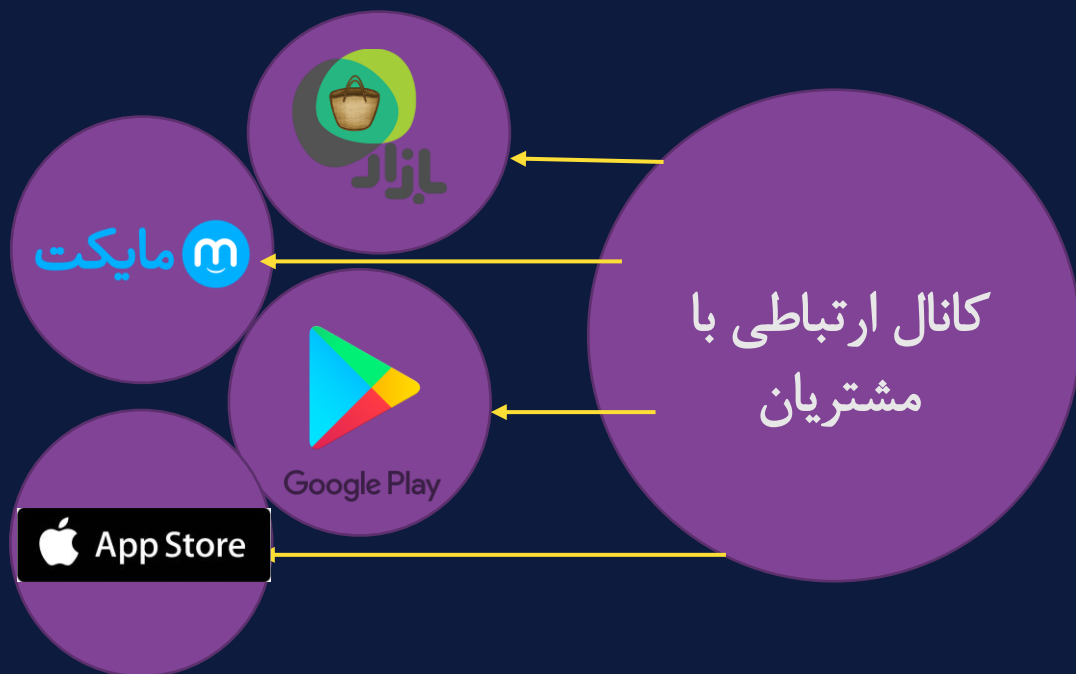 بازار
مایکت
کانال ارتباطی با
مشتریان
Google Play
App Store